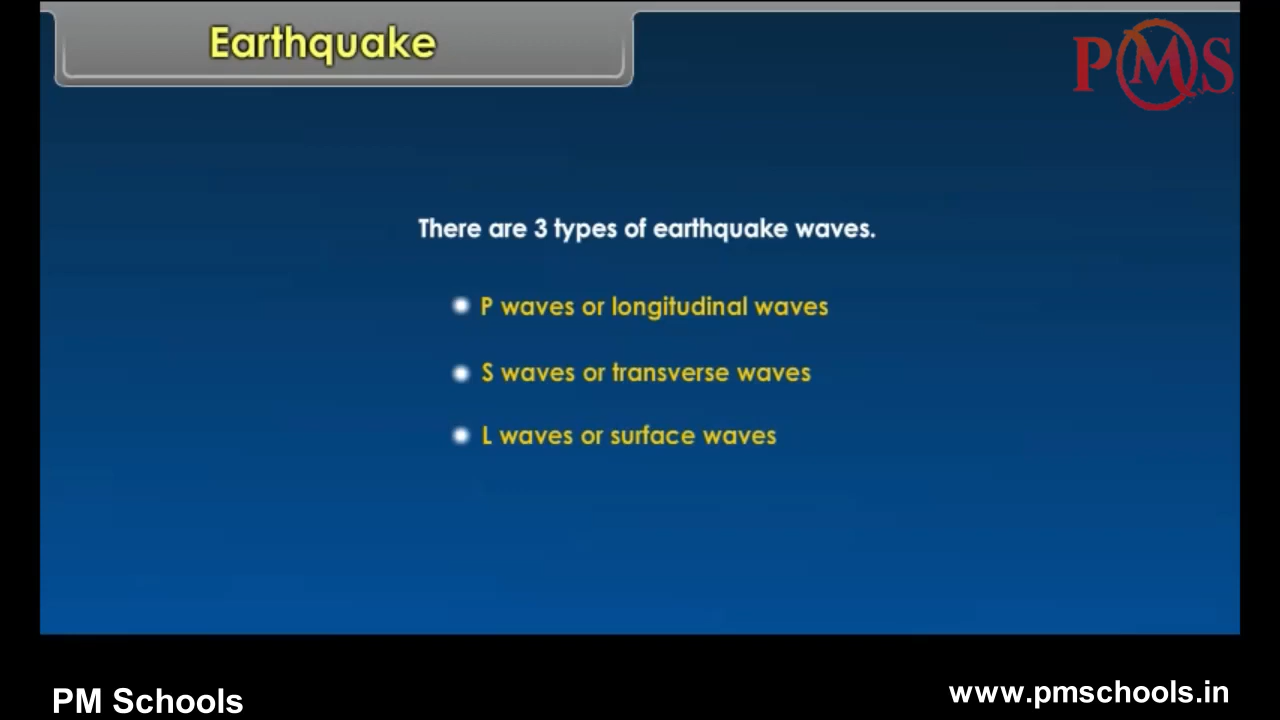 Earthquake
PMS
There are 3 types of earthquake waves.
P waves or longitudinal waves
S waves or transverse waves
L waves or surface waves
PM Schools
www.pmschools.in